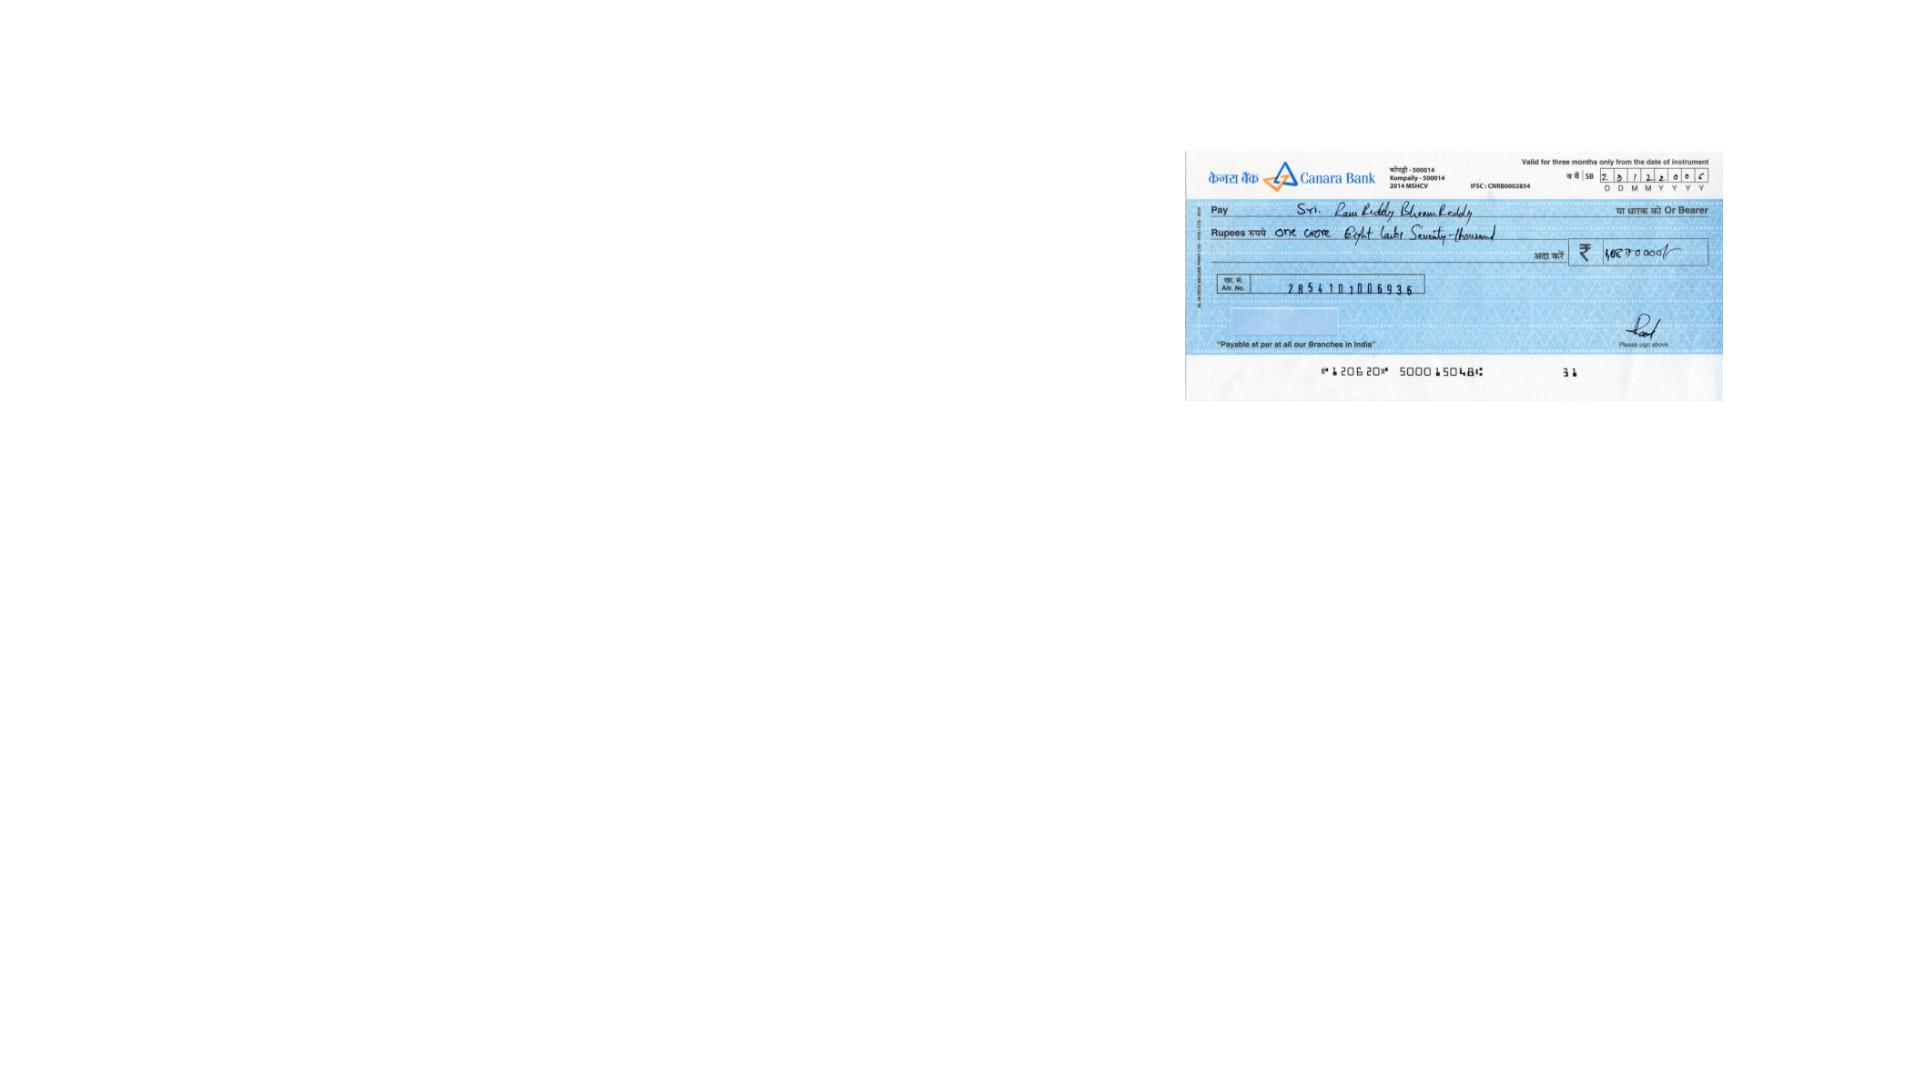 Valid for three months only from the date of instrument
केनरा बैंक Canara Bank
कोंपल्ली - 500014
Kompally - 500014
2014 MSHCV
IFSC : CNRB0002854
ब बैं SB 2 3 1 2 2 0 0 6
D D M M Y Y Y Y
Pay Sri. Ram Reddy Bheem Reddy या धारक को Or Bearer
Rupees रुपये One Crore Eight Lacks Seventy-thousand
अदा करें ₹ 10870000/-
खा. सं.
A/c. No. 2854101006936
"Payable at par at all our Branches in India"
Please sign above
⑈120620⑈ 500015048⑆ 31